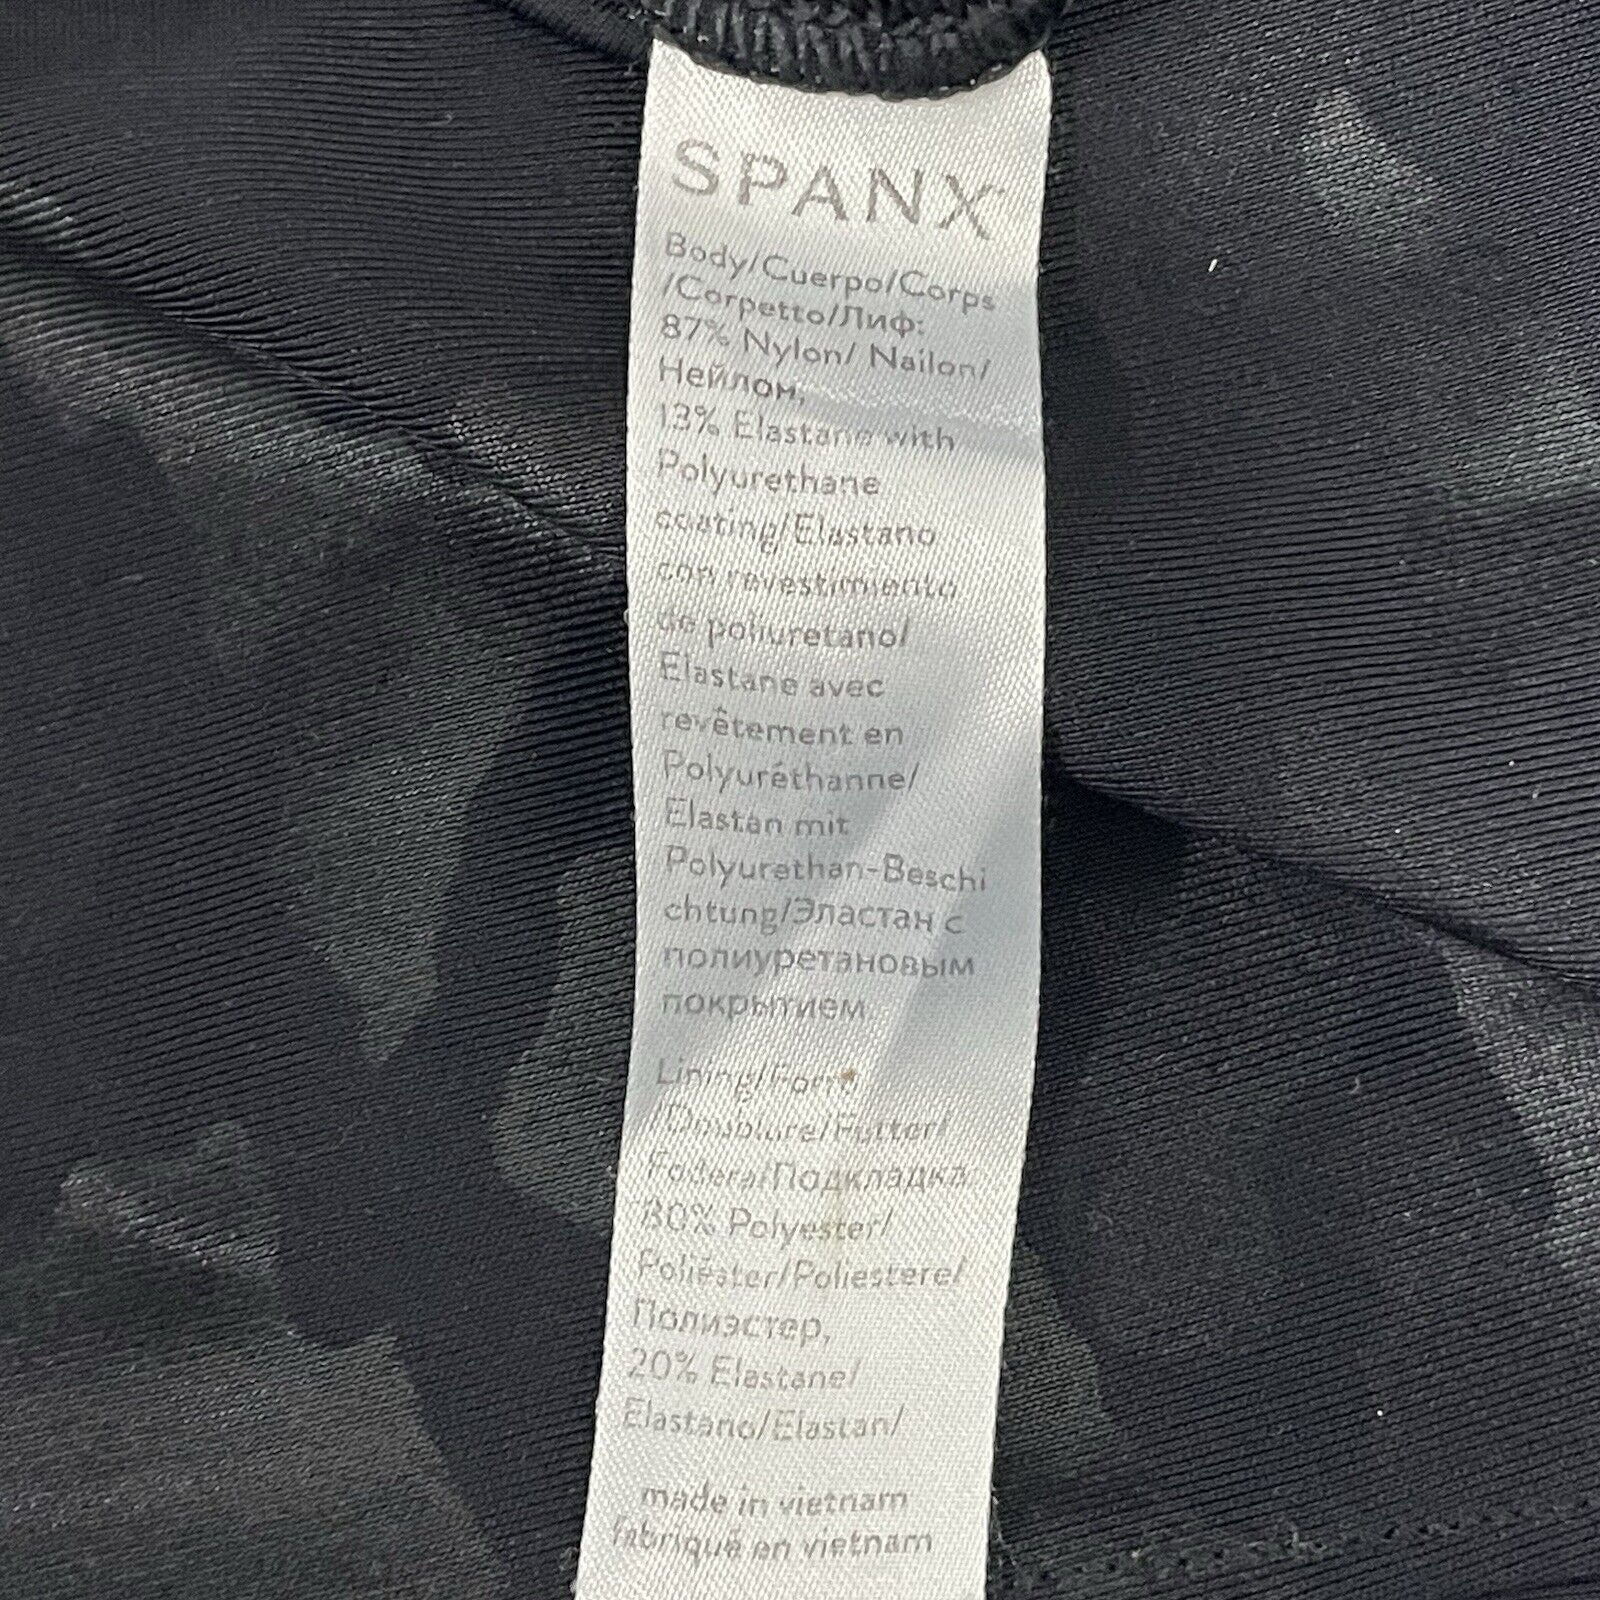 SPANX
Body/Cuerpo/Corps
/Corpetto/Лиф:
87% Nylon/ Nailon/
Нейлон,
13% Elastane with
Polyurethane
coating/Elastano
con revestimiento
de poliuretano/
Elastane avec
revêtement en
Polyuréthanne/
Elastan mit
Polyurethan-Beschi
chtung/Эластан с
полиуретановым
покрытием.
Lining/Forro
/Doublure/Futter/
Fodera/Подкладка:
80% Polyester/
Poliéster/Poliestere/
Полиэстер,
20% Elastane/
Elastano/Elastan/
made in vietnam
fabriqué en vietnam